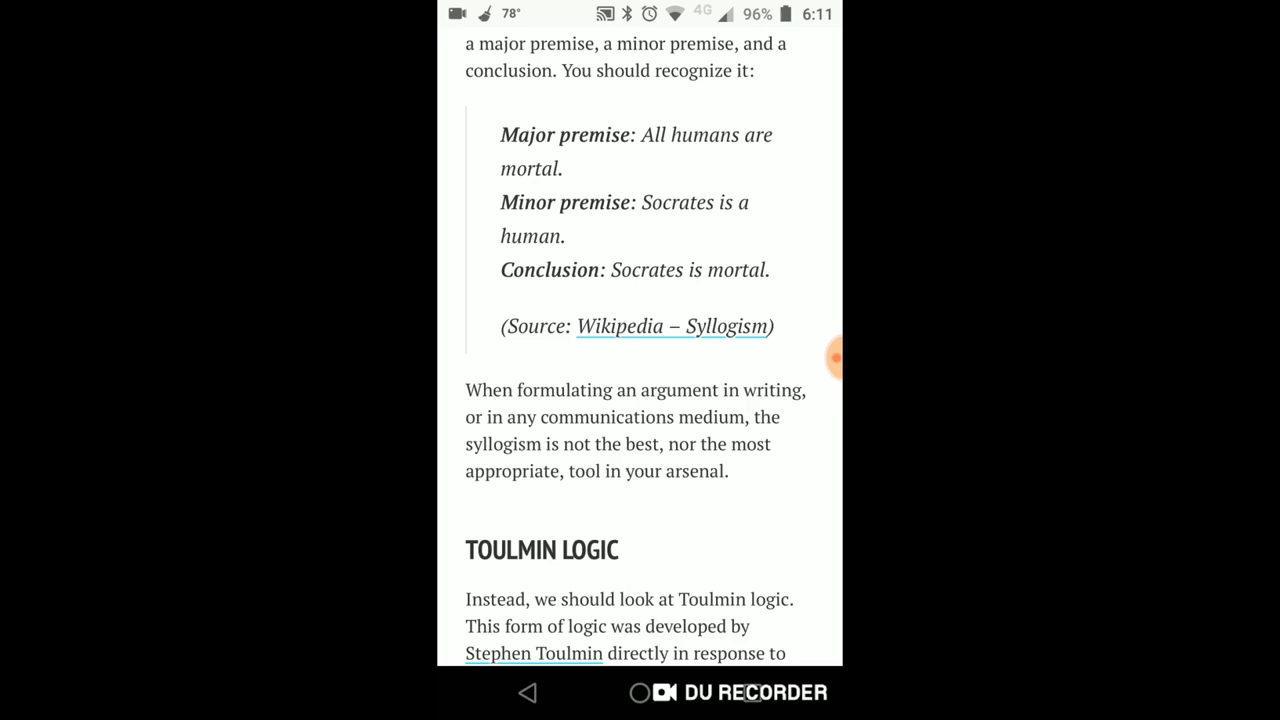 78° 4G 96% 6:11
a major premise, a minor premise, and a
conclusion. You should recognize it:
Major premise: All humans are
mortal.
Minor premise: Socrates is a
human.
Conclusion: Socrates is mortal.
(Source: Wikipedia – Syllogism)
When formulating an argument in writing,
or in any communications medium, the
syllogism is not the best, nor the most
appropriate, tool in your arsenal.
TOULMIN LOGIC
Instead, we should look at Toulmin logic.
This form of logic was developed by
Stephen Toulmin directly in response to
DU RECORDER